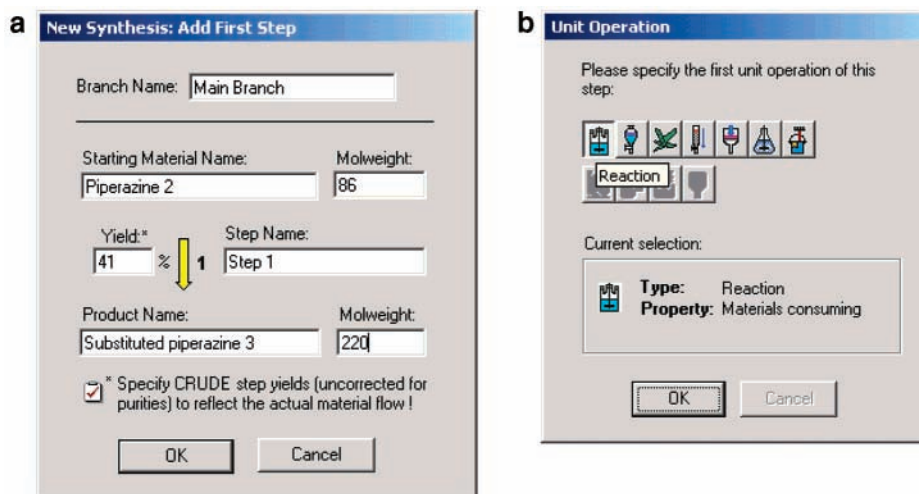 a
New Synthesis: Add First Step
Branch Name: Main Branch
Starting Material Name: Molweight:
Piperazine 2 86
Yield:* Step Name:
41 % 1 Step 1
Product Name: Molweight:
Substituted piperazine 3 220
* Specify CRUDE step yields (uncorrected for
purities) to reflect the actual material flow !
OK Cancel
b
Unit Operation
Please specify the first unit operation of this
step:
Reaction
Current selection:
Type: Reaction
Property: Materials consuming
OK Cancel